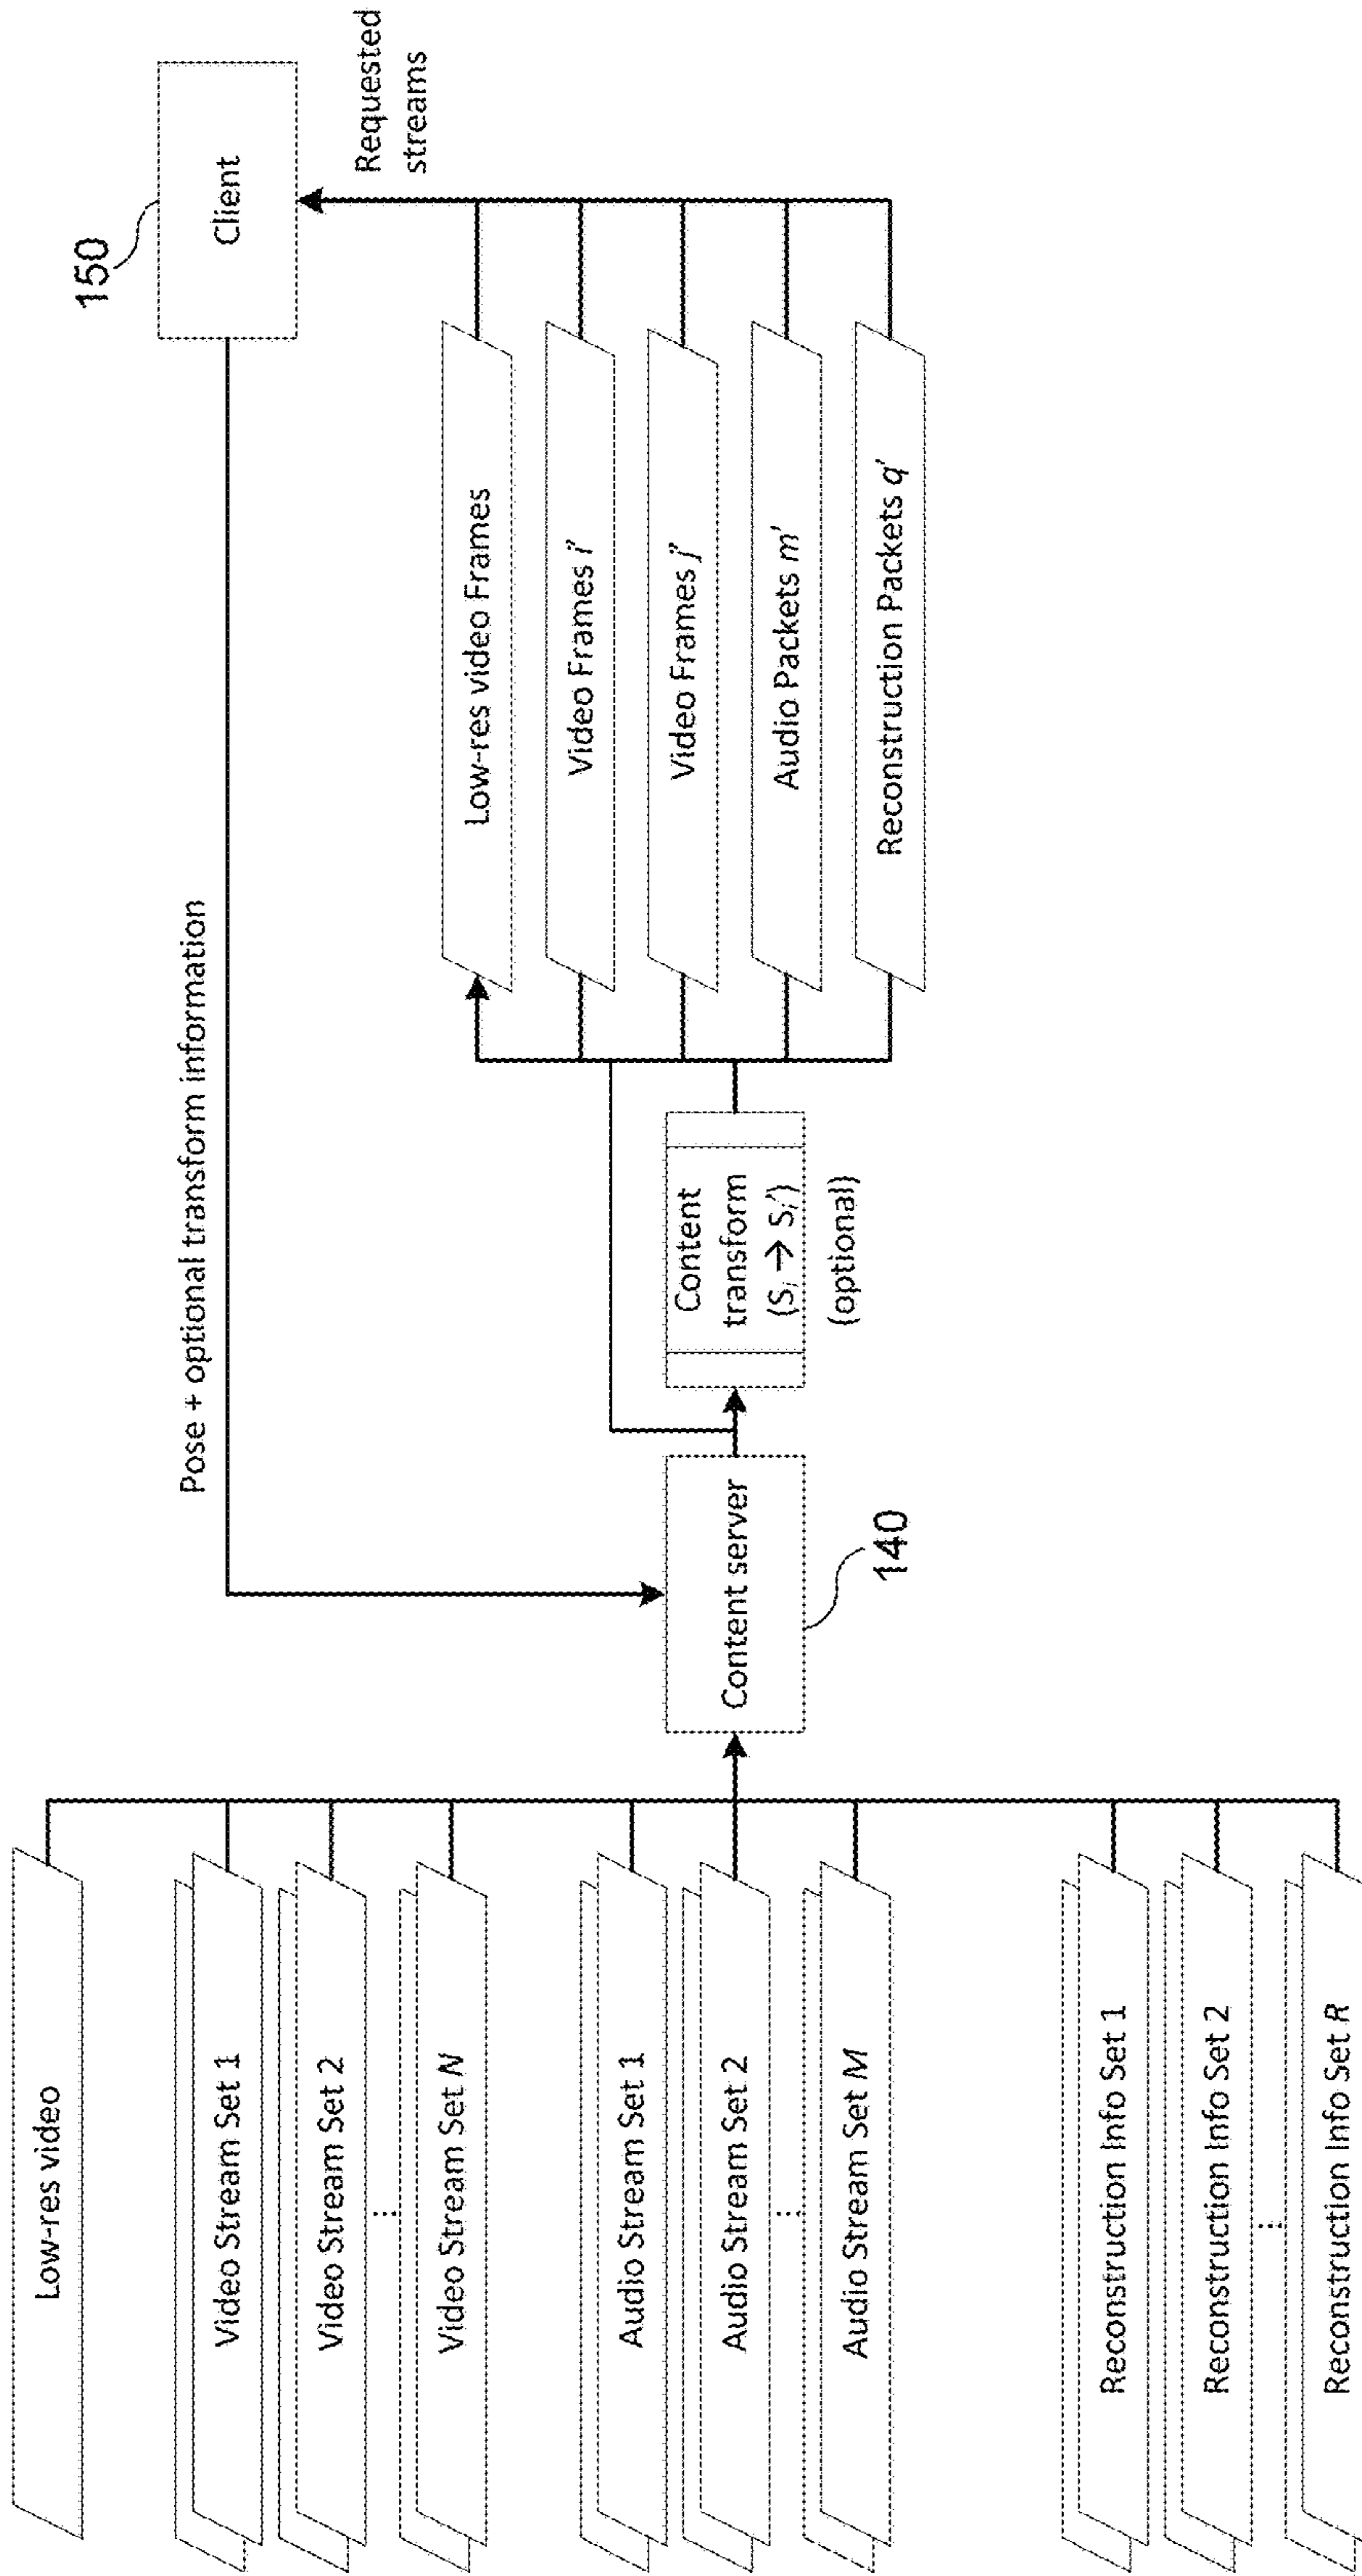 Low-res video
Video Stream Set 1
Video Stream Set 2
...
Video Stream Set N
Audio Stream Set 1
Audio Stream Set 2
...
Audio Stream Set M
Reconstruction Info Set 1
Reconstruction Info Set 2
...
Reconstruction Info Set R
Content server
140
Pose + optional transform information
Content
transform
(Si → Si′)
(optional)
Low-res video Frames
Video Frames i′
Video Frames j′
Audio Packets m′
Reconstruction Packets q′
150
Client
Requested
streams